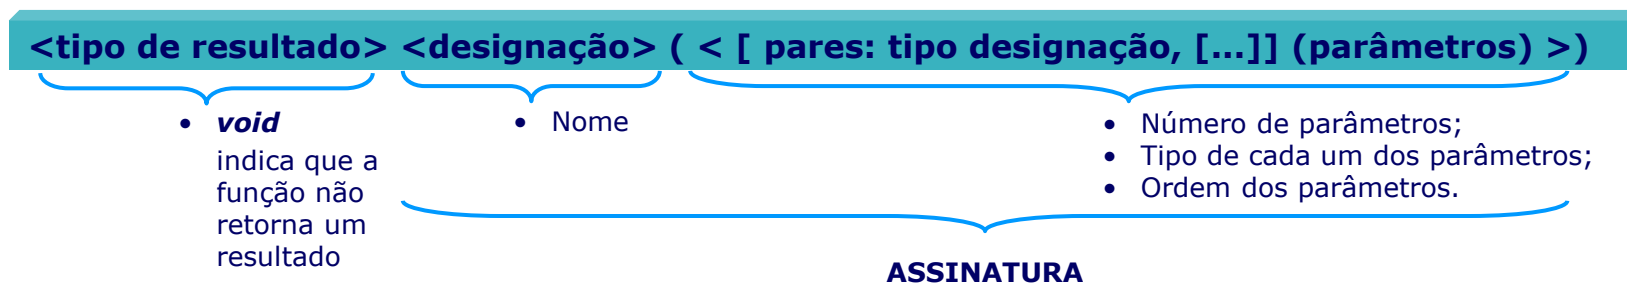 <tipo de resultado> <designação> ( < [ pares: tipo designação, [...]] (parâmetros) >)
• void
indica que a
função não
retorna um
resultado
• Nome
• Número de parâmetros;
• Tipo de cada um dos parâmetros;
• Ordem dos parâmetros.
ASSINATURA